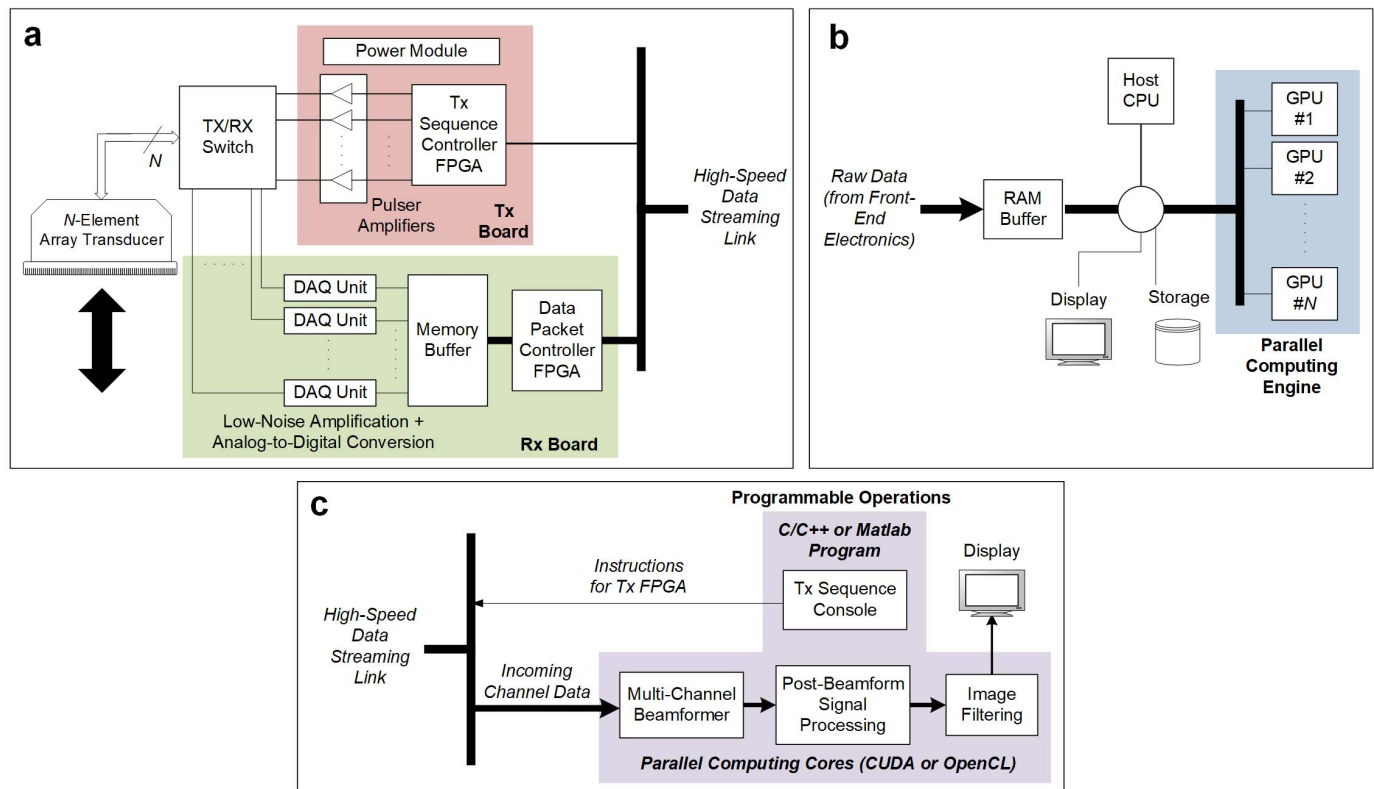 a
Power Module
TX/RX
Switch
N
Tx
Sequence
Controller
FPGA
Pulser
Amplifiers
Tx
Board
High-Speed
Data
Streaming
Link
N-Element
Array Transducer
DAQ Unit
DAQ Unit
DAQ Unit
Memory
Buffer
Data
Packet
Controller
FPGA
Low-Noise Amplification +
Analog-to-Digital Conversion
Rx Board
b
Host
CPU
GPU
#1
GPU
#2
GPU
#N
Raw Data
(from Front-
End
Electronics)
RAM
Buffer
Display
Storage
Parallel
Computing
Engine
c
Programmable Operations
C/C++ or Matlab
Program
Display
Instructions
for Tx FPGA
Tx Sequence
Console
High-Speed
Data
Streaming
Link
Incoming
Channel Data
Multi-Channel
Beamformer
Post-Beamform
Signal
Processing
Image
Filtering
Parallel Computing Cores (CUDA or OpenCL)